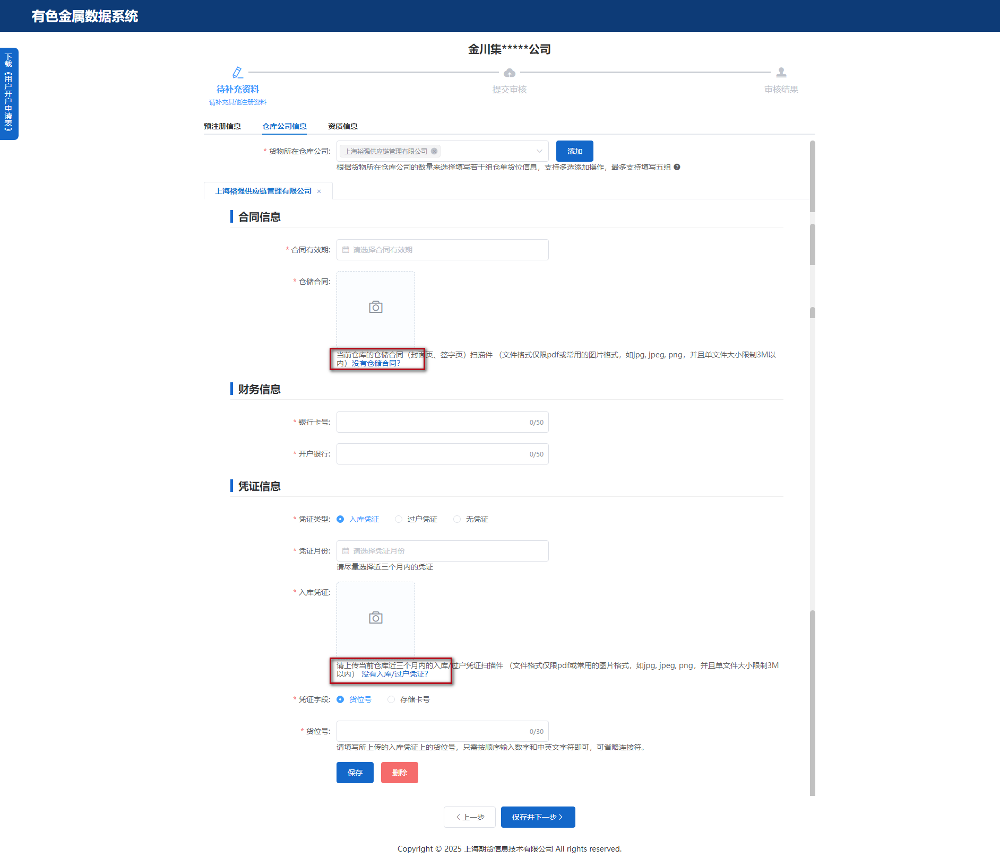 有色金属数据系统
下载《用户开户申请表》
金川集*****公司
待补充资料
提交审核
审核结果
请补充其他注册资料
预注册信息 仓库公司信息 资质信息
* 货物所在仓库公司: 上海裕强供应链管理有限公司 添加
根据货物所在仓库公司的数量来选择填写若干组仓单货位信息，支持多选添加操作，最多支持填写五组
上海裕强供应链管理有限公司 ×
合同信息
* 合同有效期: 请选择合同有效期
* 仓储合同:
当前仓库的仓储合同（封面页、签字页）扫描件 （文件格式仅限pdf或常用的图片格式，如jpg, jpeg, png，并且单文件大小限制3M以
内）没有仓储合同?
财务信息
* 银行卡号: 0/50
* 开户银行: 0/50
凭证信息
* 凭证类型: 入库凭证 过户凭证 无凭证
* 凭证月份: 请选择凭证月份
请尽量选择近三个月内的凭证
* 入库凭证:
请上传当前仓库近三个月内的入库/过户凭证扫描件 （文件格式仅限pdf或常用的图片格式，如jpg, jpeg, png，并且单文件大小限制3M
以内） 没有入库/过户凭证?
* 凭证字段: 货位号 存储卡号
* 货位号: 0/30
请填写所上传的入库凭证上的货位号，只需按顺序输入数字和中英文字符即可，可省略连接符。
保存 删除
上一步 保存并下一步
Copyright © 2025 上海期货信息技术有限公司 All rights reserved.